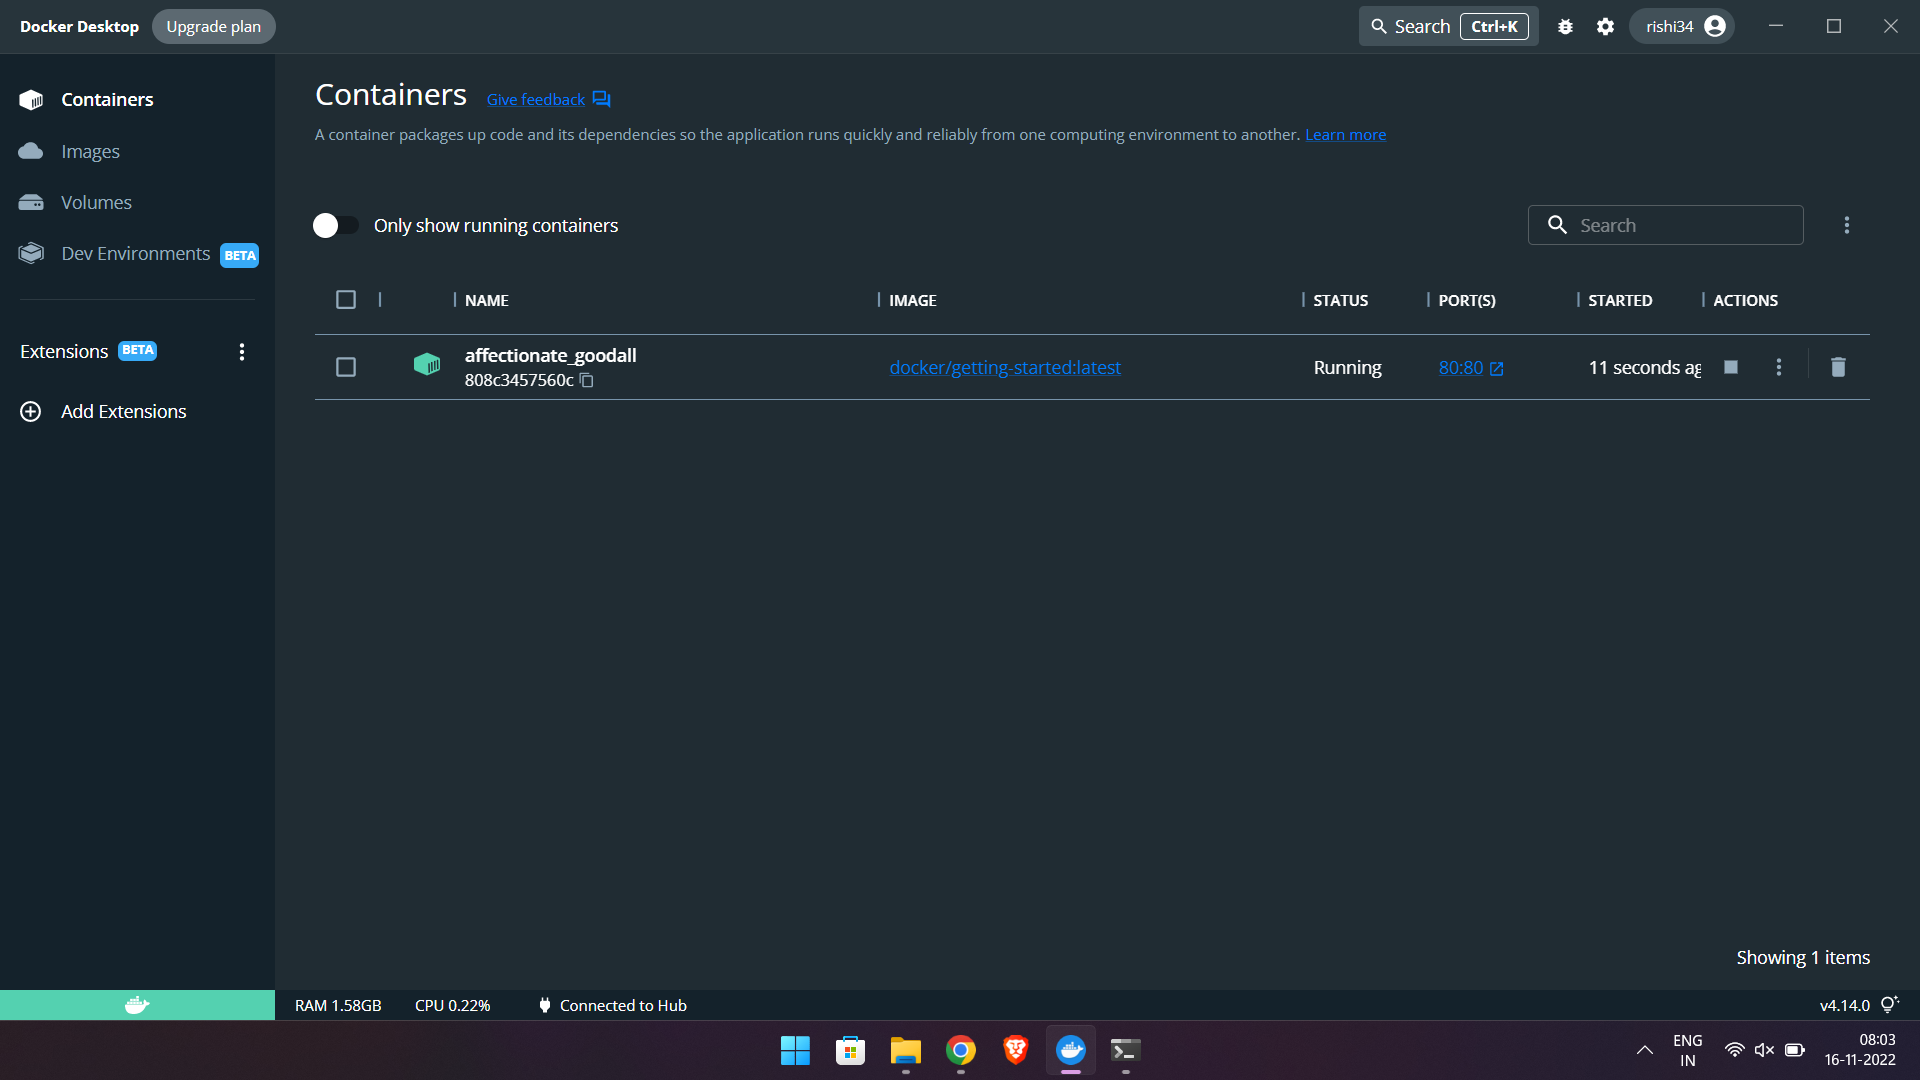 Docker Desktop Upgrade plan Search Ctrl+K rishi34
Containers
Images
Volumes
Dev Environments BETA
Extensions BETA
Add Extensions
Containers Give feedback
A container packages up code and its dependencies so the application runs quickly and reliably from one computing environment to another. Learn more
Only show running containers Search
NAME IMAGE STATUS PORT(S) STARTED ACTIONS
affectionate_goodall
808c3457560c docker/getting-started:latest Running 80:80 11 seconds ag
Showing 1 items
RAM 1.58GB CPU 0.22% Connected to Hub v4.14.0
ENG
IN
08:03
16-11-2022